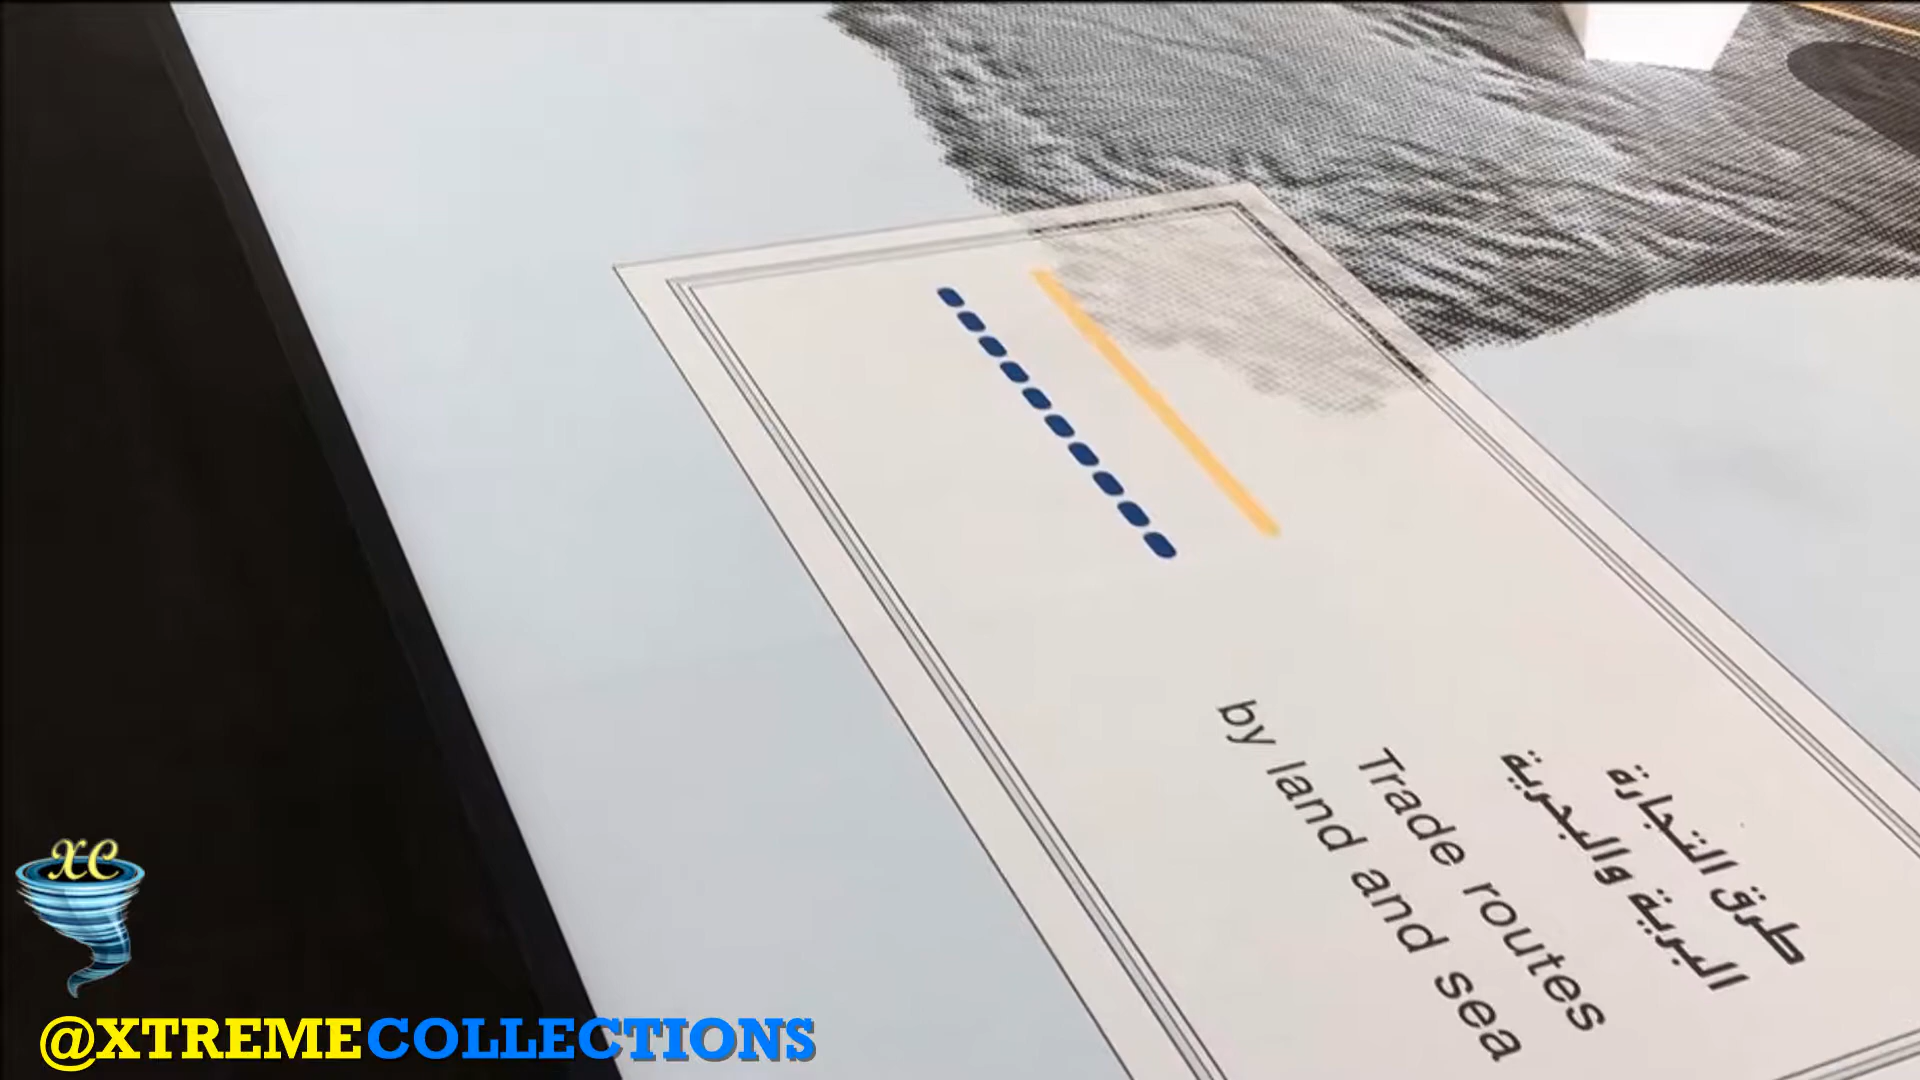 طرق التجارة
البرية والبحرية
Trade routes
by land and sea
XC
@XTREMECOLLECTIONS